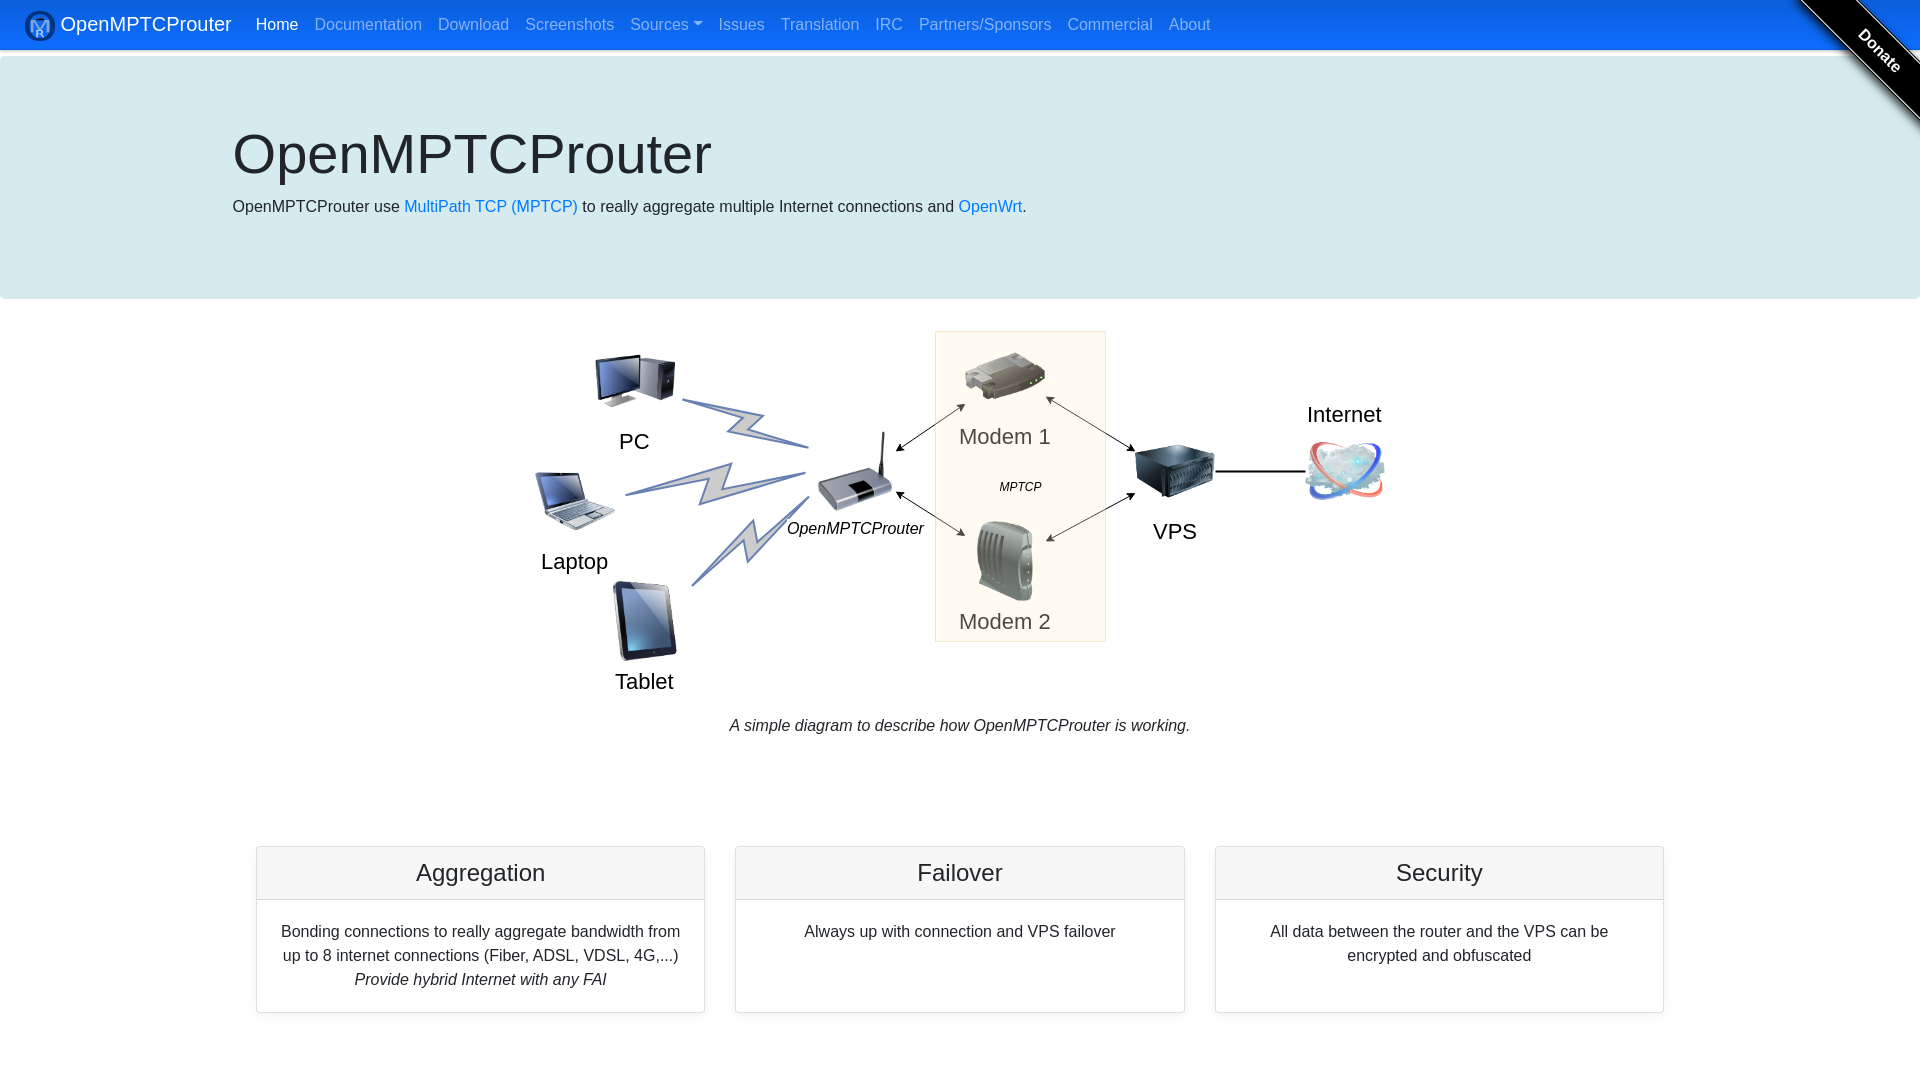 OpenMPTCProuter Home Documentation Download Screenshots Sources Issues Translation IRC Partners/Sponsors Commercial About
Donate
OpenMPTCProuter
OpenMPTCProuter use MultiPath TCP (MPTCP) to really aggregate multiple Internet connections and OpenWrt.
Internet
Modem 1
PC
MPTCP
OpenMPTCProuter
VPS
Laptop
Modem 2
Tablet
A simple diagram to describe how OpenMPTCProuter is working.
Aggregation
Bonding connections to really aggregate bandwidth from
up to 8 internet connections (Fiber, ADSL, VDSL, 4G,...)
Provide hybrid Internet with any FAI
Failover
Always up with connection and VPS failover
Security
All data between the router and the VPS can be
encrypted and obfuscated